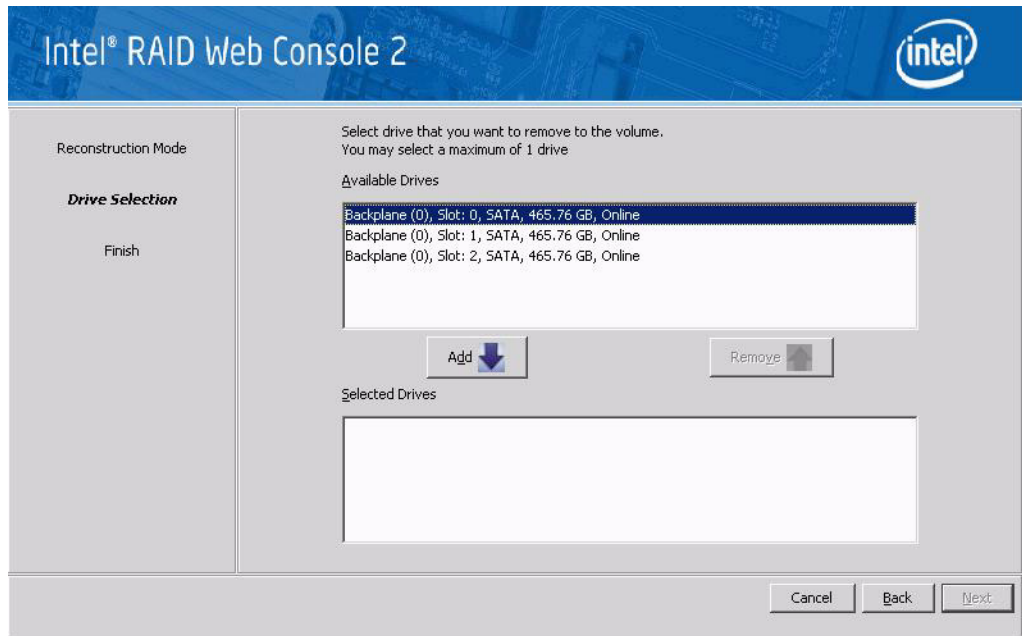 Intel® RAID Web Console 2
intel
Reconstruction Mode
Drive Selection
Finish
Select drive that you want to remove to the volume.
You may select a maximum of 1 drive
Available Drives
Backplane (0), Slot: 0, SATA, 465.76 GB, Online
Backplane (0), Slot: 1, SATA, 465.76 GB, Online
Backplane (0), Slot: 2, SATA, 465.76 GB, Online
Add
Remove
Selected Drives
Cancel
Back
Next